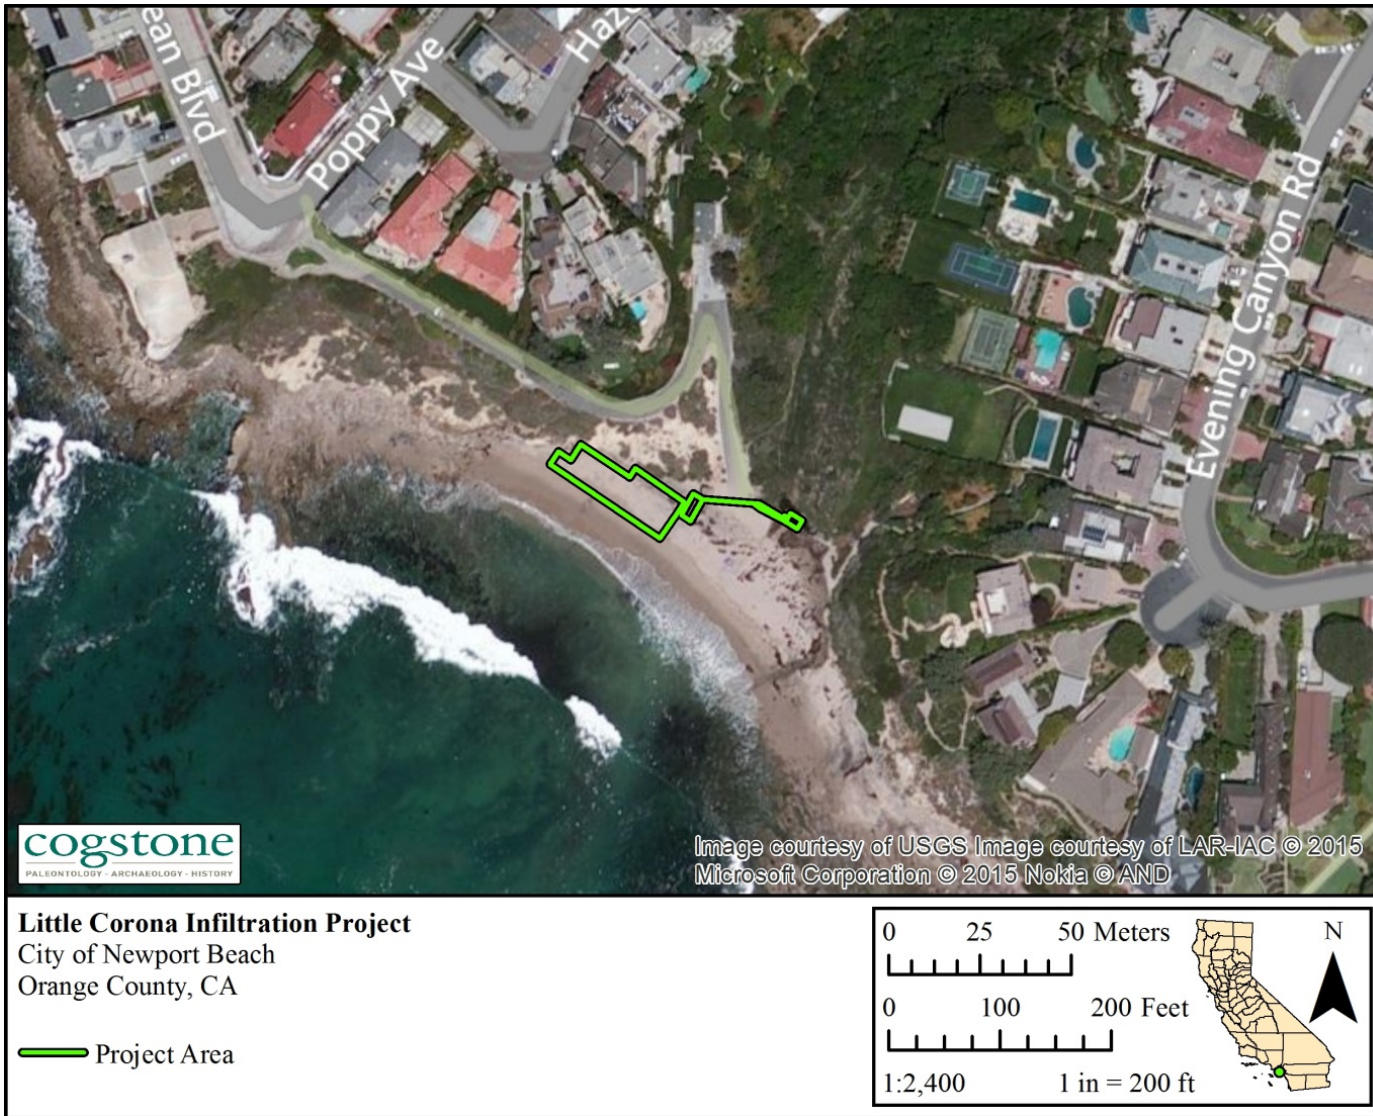 ean Blvd
Poppy Ave
Haze
Evening Canyon Rd
cogstone
PALEONTOLOGY - ARCHAEOLOGY - HISTORY
Image courtesy of USGS Image courtesy of LAR-IAC © 2015
Microsoft Corporation © 2015 Nokia © AND
Little Corona Infiltration Project
City of Newport Beach
Orange County, CA
Project Area
0 25 50 Meters
0 100 200 Feet
1:2,400 1 in = 200 ft
N